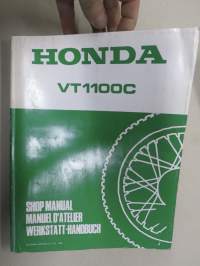 HONDA
VT1100C
SHOP MANUAL
MANUEL D'ATELIER
WERKSTATT-HANDBUCH